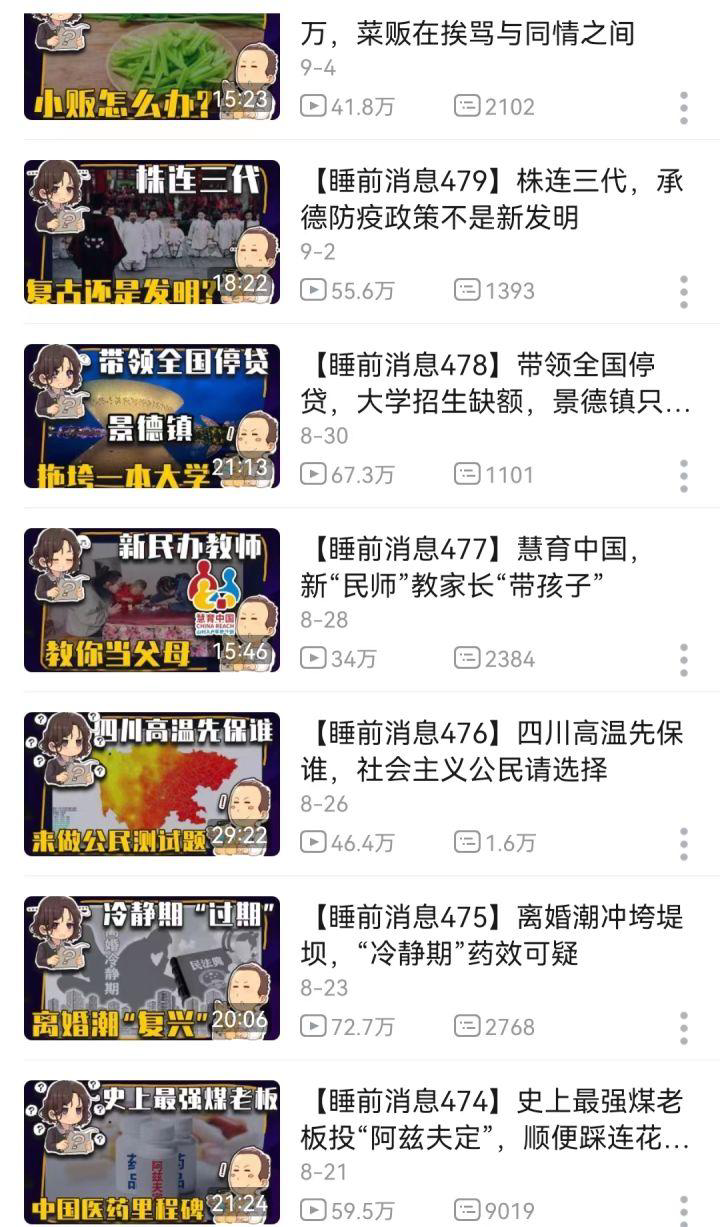 小贩怎么办?
15:23
万，菜贩在挨骂与同情之间
9-4
41.8万
2102
株连三代
复古还是发明?
18:22
【睡前消息479】株连三代，承
德防疫政策不是新发明
9-2
55.6万
1393
带领全国停贷
景德镇
拖垮一本大学
21:13
【睡前消息478】带领全国停
贷，大学招生缺额，景德镇只...
8-30
67.3万
1101
新民办教师
慧育中国
CHINA REACH
教你当父母
15:46
【睡前消息477】慧育中国，
新“民师”教家长“带孩子”
8-28
34万
2384
四川高温先保谁
来做公民测试题
29:22
【睡前消息476】四川高温先保
谁，社会主义公民请选择
8-26
46.4万
1.6万
冷静期“过期”
离婚冷静期
民法典
离婚潮“复兴”
20:06
【睡前消息475】离婚潮冲垮堤
坝，“冷静期”药效可疑
8-23
72.7万
2768
史上最强煤老板
阿兹夫定
中国医药里程碑
21:24
【睡前消息474】史上最强煤老
板投“阿兹夫定”，顺便踩连花...
8-21
59.5万
9019